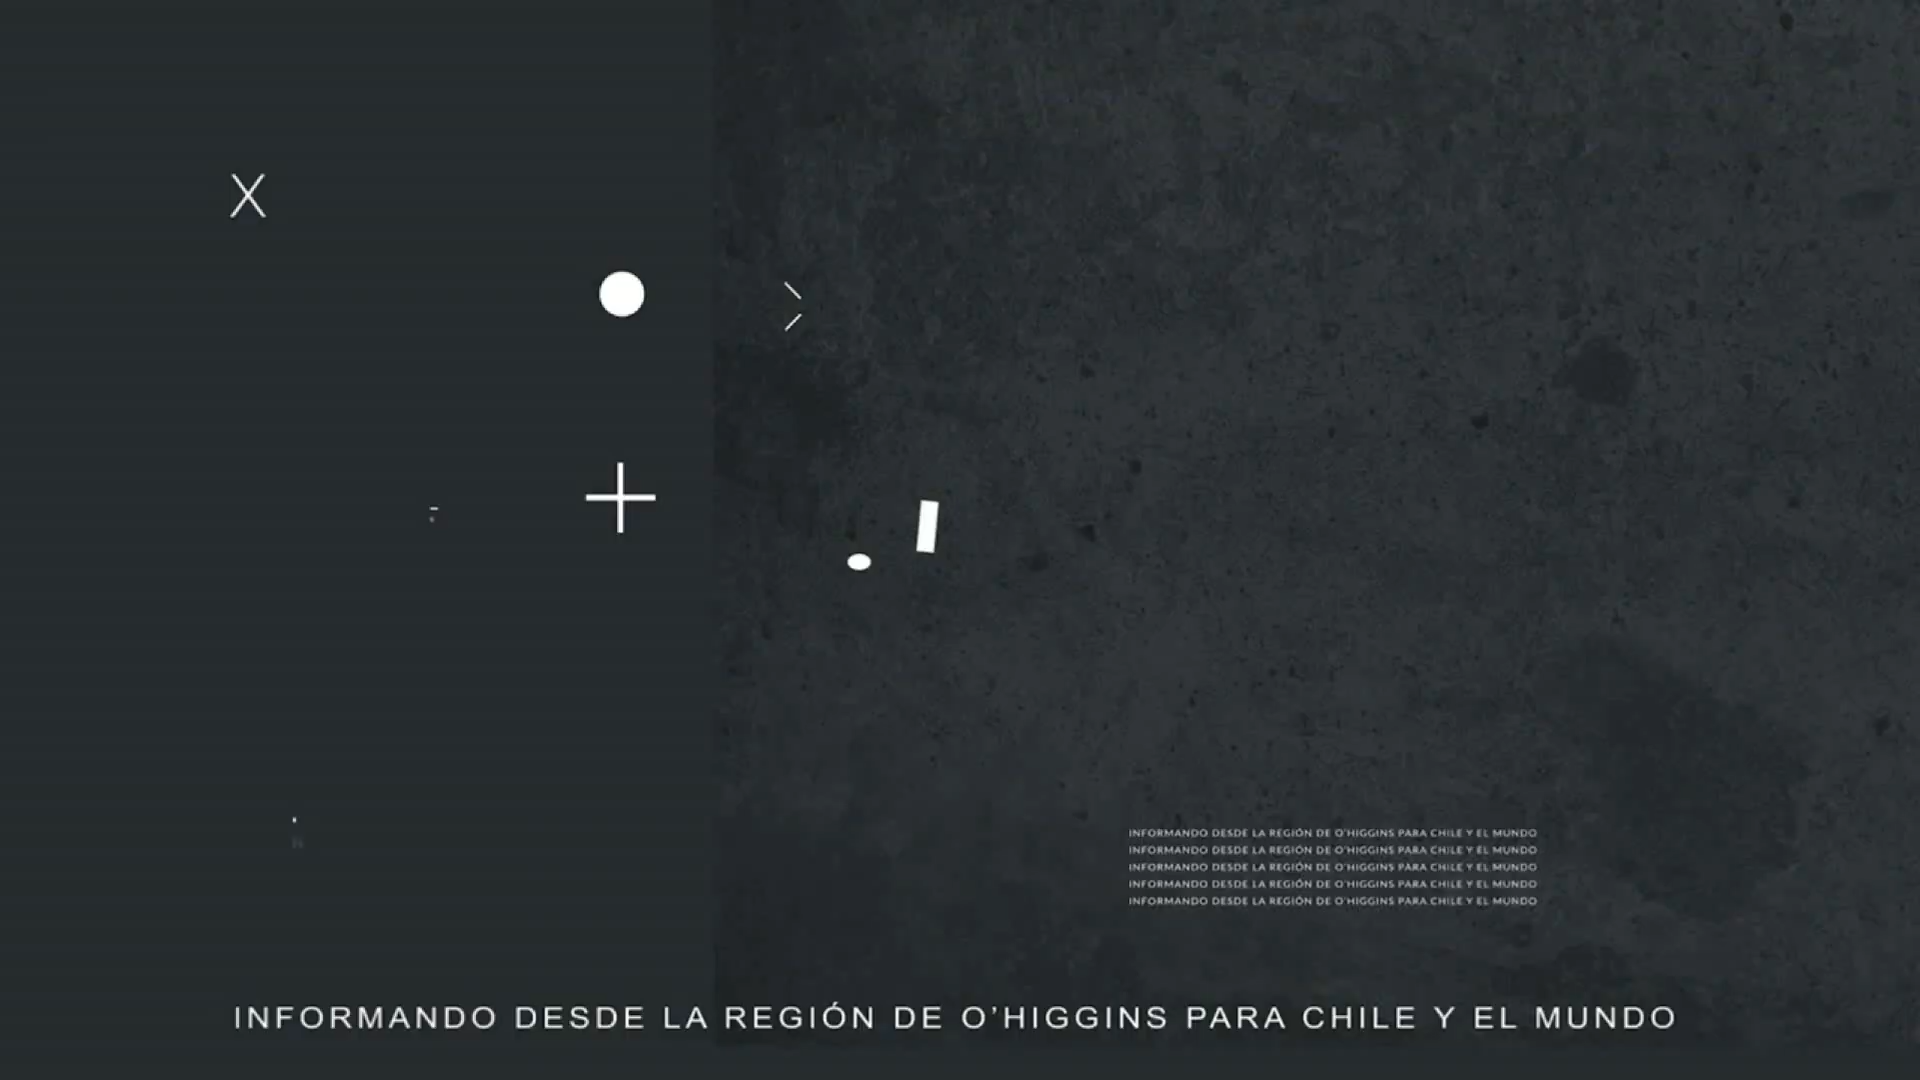 INFORMANDO DESDE LA REGIÓN DE O'HIGGINS PARA CHILE Y EL MUNDO
INFORMANDO DESDE LA REGIÓN DE O'HIGGINS PARA CHILE Y EL MUNDO
INFORMANDO DESDE LA REGIÓN DE O'HIGGINS PARA CHILE Y EL MUNDO
INFORMANDO DESDE LA REGIÓN DE O'HIGGINS PARA CHILE Y EL MUNDO
INFORMANDO DESDE LA REGIÓN DE O'HIGGINS PARA CHILE Y EL MUNDO
INFORMANDO DESDE LA REGIÓN DE O’HIGGINS PARA CHILE Y EL MUNDO